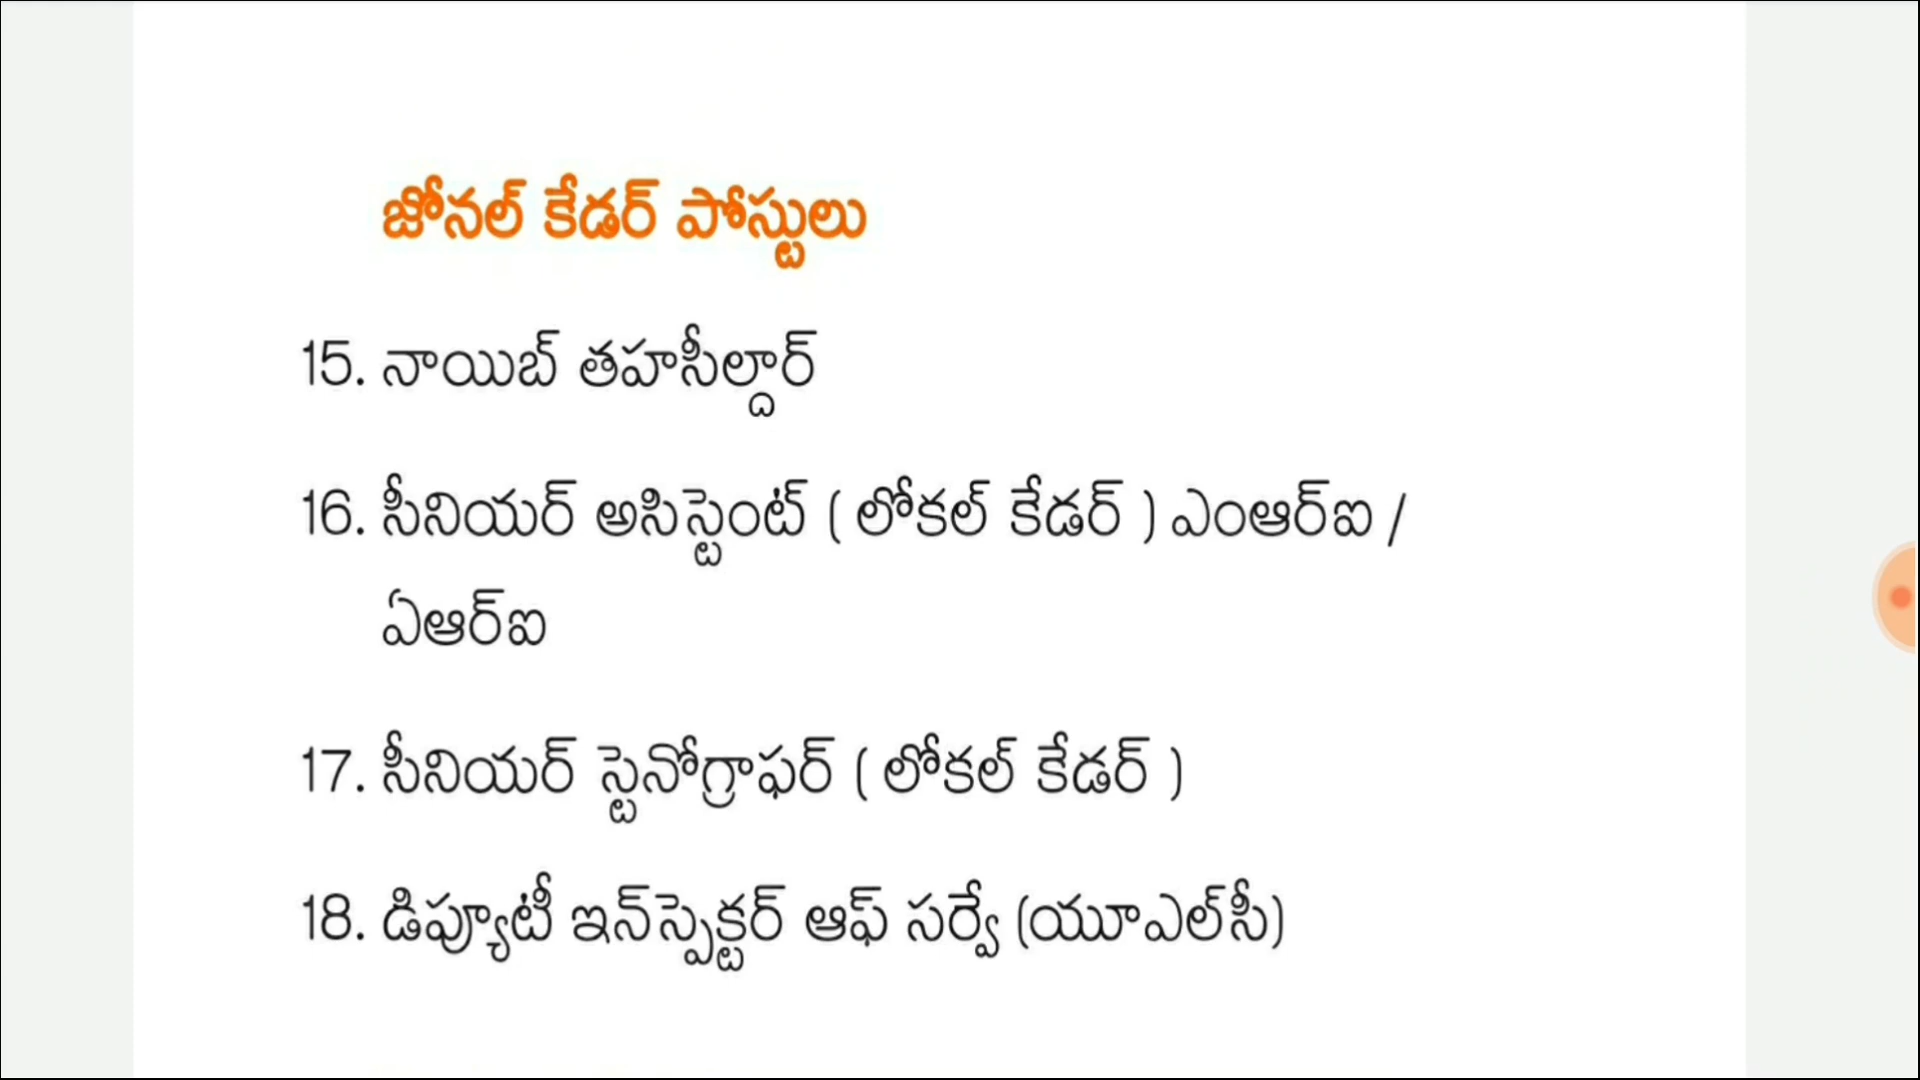 జోనల్ కేడర్ పోస్టులు
15. నాయిబ్ తహసీల్దార్
16. సీనియర్ అసిస్టెంట్ ( లోకల్ కేడర్ ) ఎంఆర్ఐ /
ఏఆర్ఐ
17. సీనియర్ స్టెనోగ్రాఫర్ ( లోకల్ కేడర్ )
18. డిప్యూటీ ఇన్‌స్పెక్టర్ ఆఫ్ సర్వే (యూఎల్‌సీ)